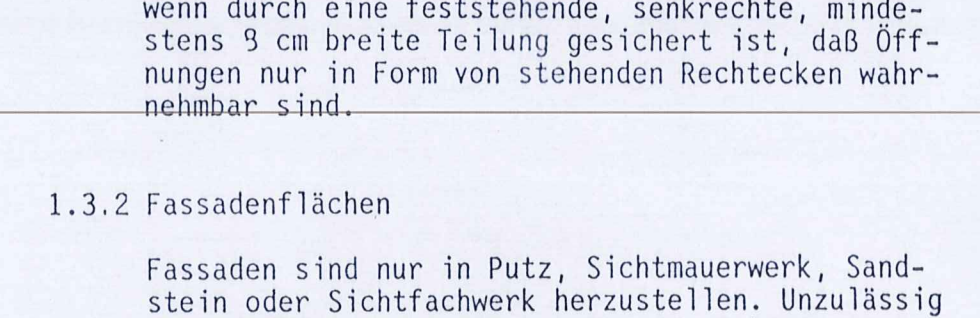 wenn durch eine feststehende, senkrechte, minde-
stens 9 cm breite Teilung gesichert ist, daß Öff-
nungen nur in Form von stehenden Rechtecken wahr-
nehmbar sind.
1.3.2 Fassadenflächen
Fassaden sind nur in Putz, Sichtmauerwerk, Sand-
stein oder Sichtfachwerk herzustellen. Unzulässig